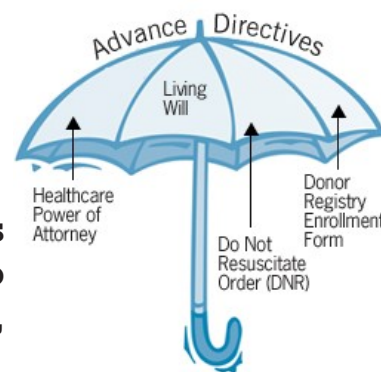 Advance Directives
Living
Will
Healthcare
Power of
Attorney
Do Not
Resuscitate
Order (DNR)
Donor
Registry
Enrollment
Form